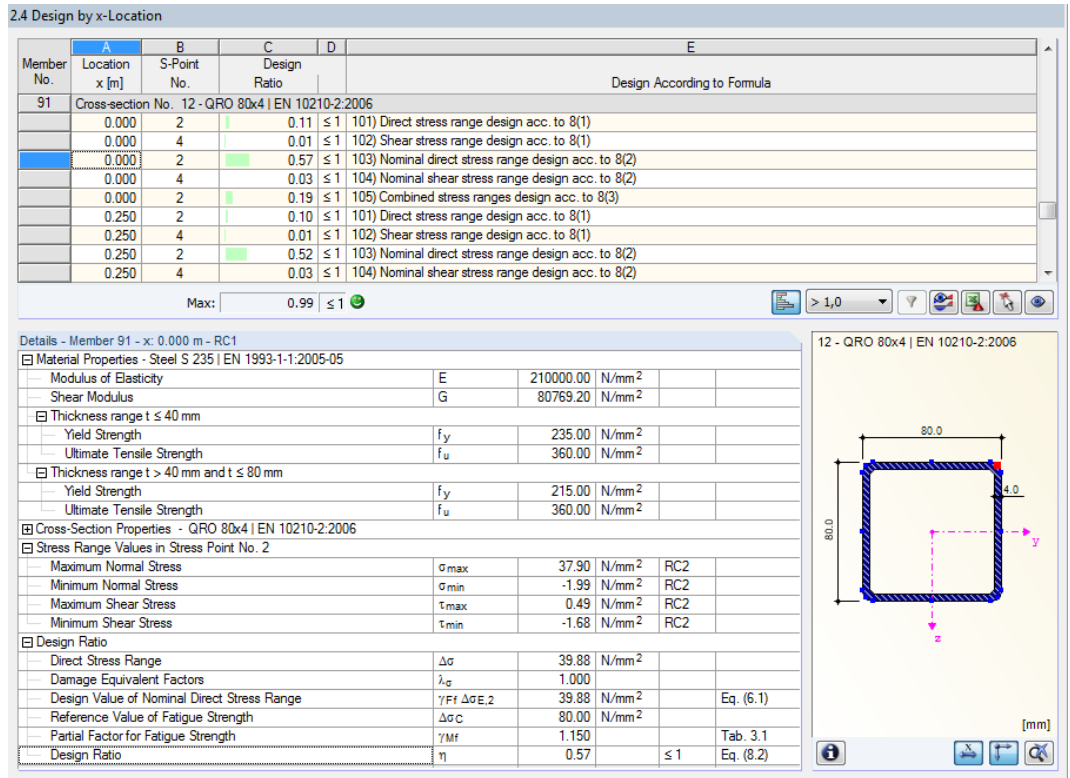 2.4 Design by x-Location
A B C D E
Member Location S-Point Design
No. x [m] No. Ratio Design According to Formula
91 Cross-section No. 12 - QRO 80x4 | EN 10210-2:2006
0.000 2 0.11 ≤ 1 101) Direct stress range design acc. to 8(1)
0.000 4 0.01 ≤ 1 102) Shear stress range design acc. to 8(1)
0.000 2 0.57 ≤ 1 103) Nominal direct stress range design acc. to 8(2)
0.000 4 0.03 ≤ 1 104) Nominal shear stress range design acc. to 8(2)
0.000 2 0.19 ≤ 1 105) Combined stress ranges design acc. to 8(3)
0.250 2 0.10 ≤ 1 101) Direct stress range design acc. to 8(1)
0.250 4 0.01 ≤ 1 102) Shear stress range design acc. to 8(1)
0.250 2 0.52 ≤ 1 103) Nominal direct stress range design acc. to 8(2)
0.250 4 0.03 ≤ 1 104) Nominal shear stress range design acc. to 8(2)
Max: 0.99 ≤ 1 > 1,0
Details - Member 91 - x: 0.000 m - RC1
Material Properties - Steel S 235 | EN 1993-1-1:2005-05
Modulus of Elasticity E 210000.00 N/mm²
Shear Modulus G 80769.20 N/mm²
Thickness range t ≤ 40 mm
Yield Strength fy 235.00 N/mm²
Ultimate Tensile Strength fu 360.00 N/mm²
Thickness range t > 40 mm and t ≤ 80 mm
Yield Strength fy 215.00 N/mm²
Ultimate Tensile Strength fu 360.00 N/mm²
Cross-Section Properties - QRO 80x4 | EN 10210-2:2006
Stress Range Values in Stress Point No. 2
Maximum Normal Stress σmax 37.90 N/mm² RC2
Minimum Normal Stress σmin -1.99 N/mm² RC2
Maximum Shear Stress τmax 0.49 N/mm² RC2
Minimum Shear Stress τmin -1.68 N/mm² RC2
Design Ratio
Direct Stress Range Δσ 39.88 N/mm²
Damage Equivalent Factors λσ 1.000
Design Value of Nominal Direct Stress Range γFf ΔσE,2 39.88 N/mm² Eq. (6.1)
Reference Value of Fatigue Strength ΔσC 80.00 N/mm²
Partial Factor for Fatigue Strength γMf 1.150 Tab. 3.1
Design Ratio η 0.57 ≤ 1 Eq. (8.2)
12 - QRO 80x4 | EN 10210-2:2006
80.0
4.0
80.0
y
z
[mm]